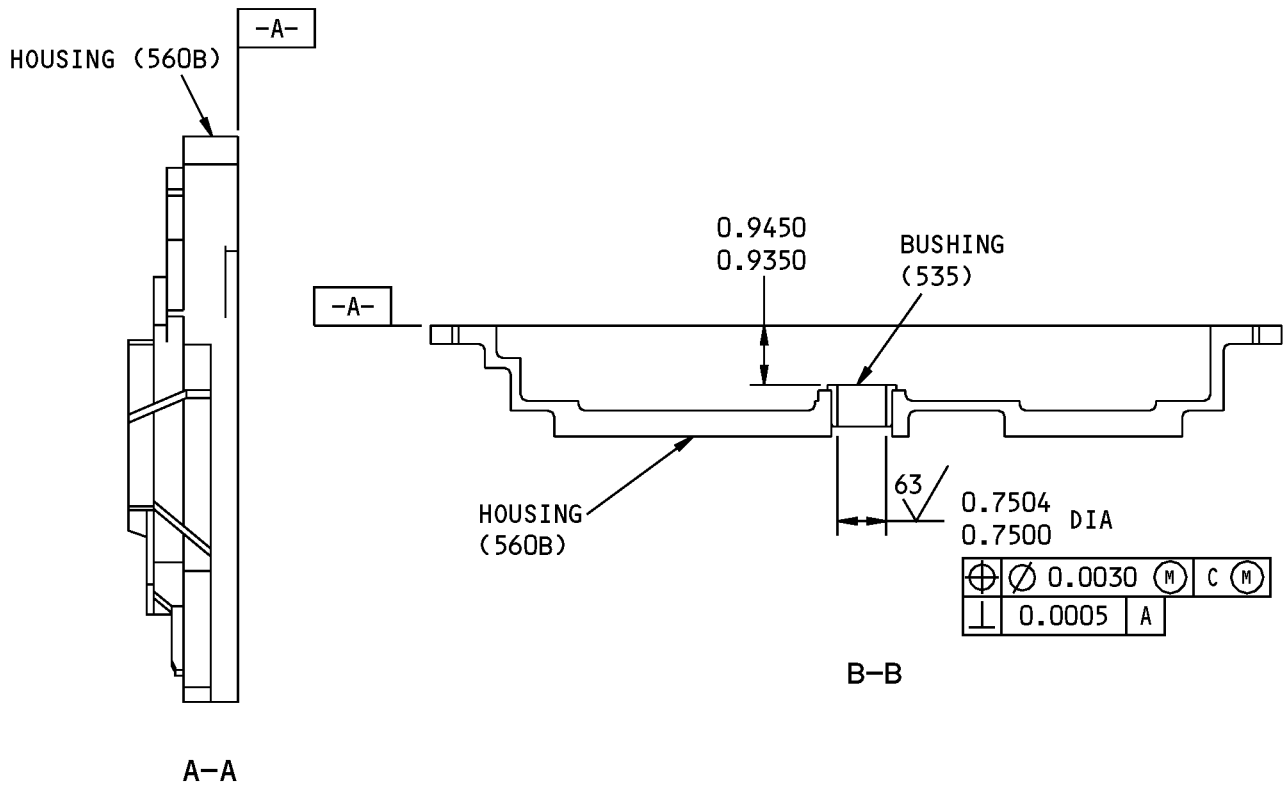 -A-
HOUSING (560B)
0.9450
0.9350
BUSHING
(535)
-A-
63
HOUSING
(560B)
0.7504
0.7500
DIA
⌖ ⌀ 0.0030 Ⓜ C Ⓜ
⊥ 0.0005 A
B-B
A-A